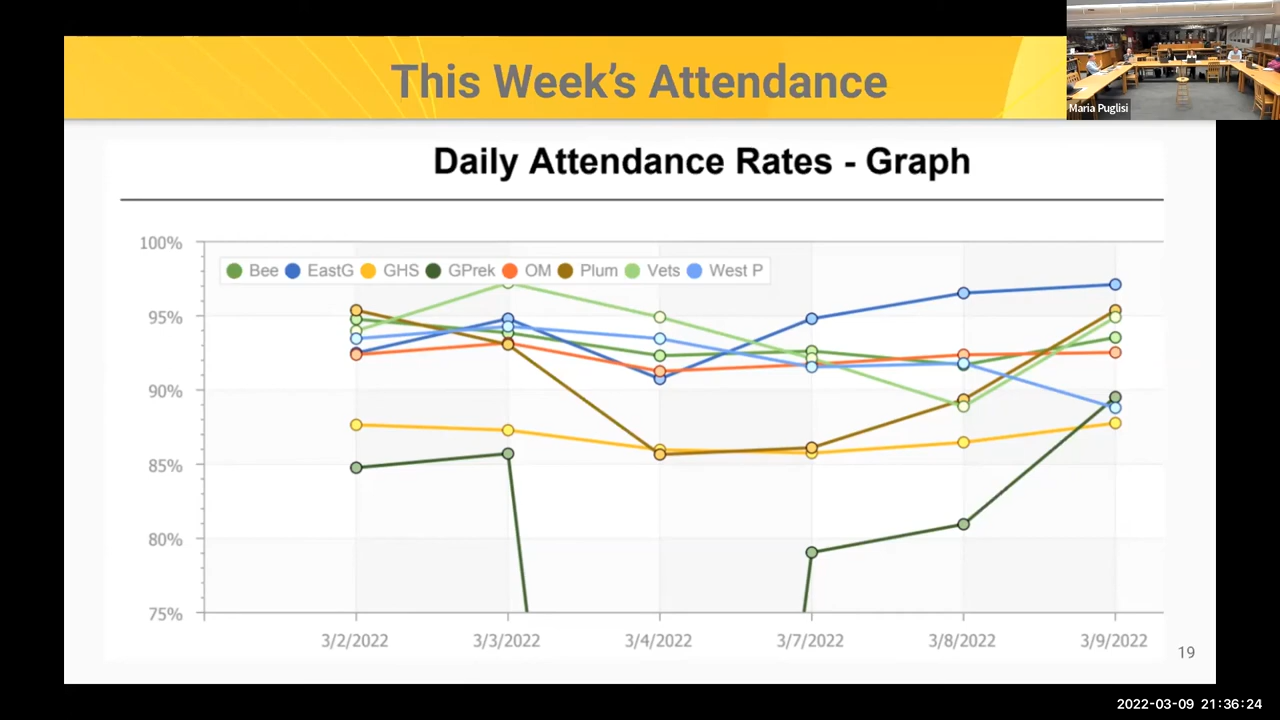 This Week's Attendance
Maria Puglisi
Daily Attendance Rates - Graph
100%
Bee EastG GHS GPrek OM Plum Vets West P
95%
90%
85%
80%
75%
3/2/2022 3/3/2022 3/4/2022 3/7/2022 3/8/2022 3/9/2022
19
2022-03-09 21:36:24